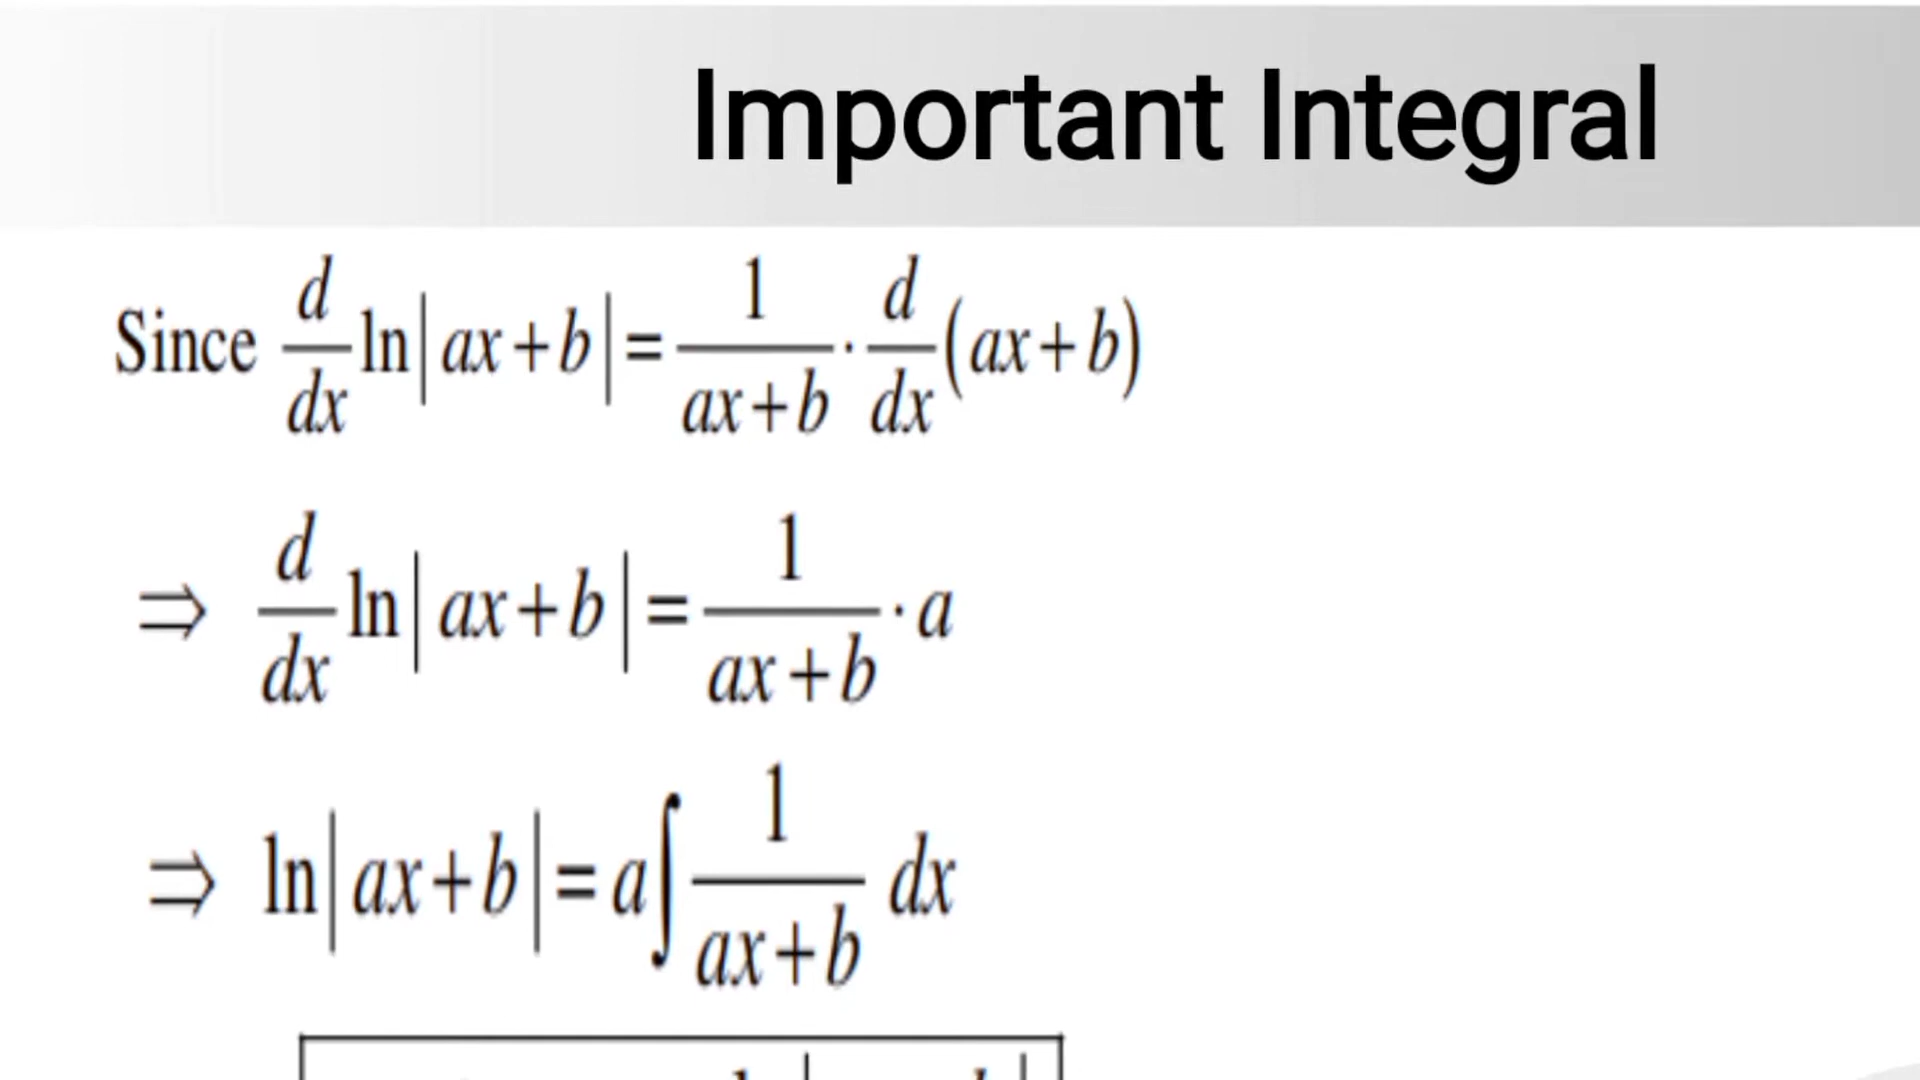 Important Integral
Since d/dx ln|ax+b| = 1/(ax+b) · d/dx (ax+b)
⇒ d/dx ln|ax+b| = 1/(ax+b) · a
⇒ ln|ax+b| = a∫ 1/(ax+b) dx